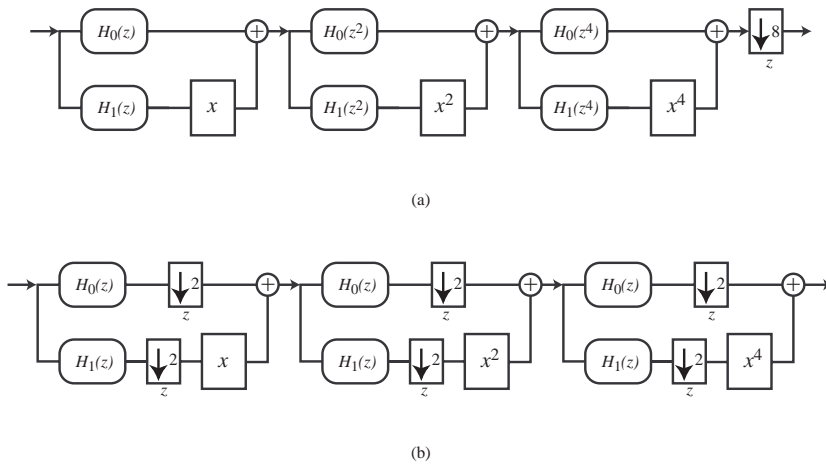 H₀(z) + H₀(z²) + H₀(z⁴) + ↓8
z
H₁(z) x H₁(z²) x² H₁(z⁴) x⁴
(a)
H₀(z) ↓2 + H₀(z) ↓2 + H₀(z) ↓2 +
z z z
H₁(z) ↓2 x H₁(z) ↓2 x² H₁(z) ↓2 x⁴
z z z
(b)